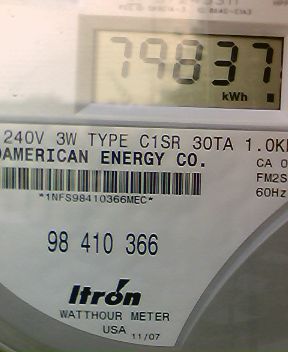 79837
kWh
240V 3W TYPE C1SR 30TA 1.0K
AMERICAN ENERGY CO.
CA 0
FM2S
60Hz
*1NFS98410366MEC*
98 410 366
Itrón
WATTHOUR METER
USA 11/07